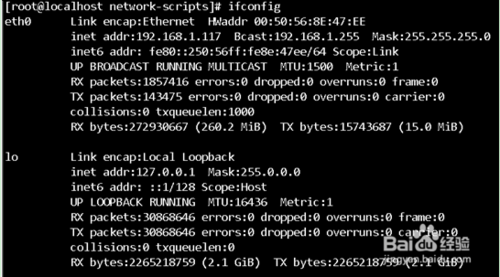 [root@localhost network-scripts]# ifconfig
eth0 Link encap:Ethernet HWaddr 00:50:56:8E:47:EE
inet addr:192.168.1.117 Bcast:192.168.1.255 Mask:255.255.255.0
inet6 addr: fe80::250:56ff:fe8e:47ee/64 Scope:Link
UP BROADCAST RUNNING MULTICAST MTU:1500 Metric:1
RX packets:1857416 errors:0 dropped:0 overruns:0 frame:0
TX packets:143475 errors:0 dropped:0 overruns:0 carrier:0
collisions:0 txqueuelen:1000
RX bytes:272930667 (260.2 MiB) TX bytes:15743687 (15.0 MiB)
lo Link encap:Local Loopback
inet addr:127.0.0.1 Mask:255.0.0.0
inet6 addr: ::1/128 Scope:Host
UP LOOPBACK RUNNING MTU:16436 Metric:1
RX packets:30868646 errors:0 dropped:0 overruns:0 frame:0
TX packets:30868646 errors:0 dropped:0 overruns:0 carrier:0
collisions:0 txqueuelen:0
RX bytes:2265218759 (2.1 GiB) TX bytes:2265218759 (2.1 GiB)
Baidu经验